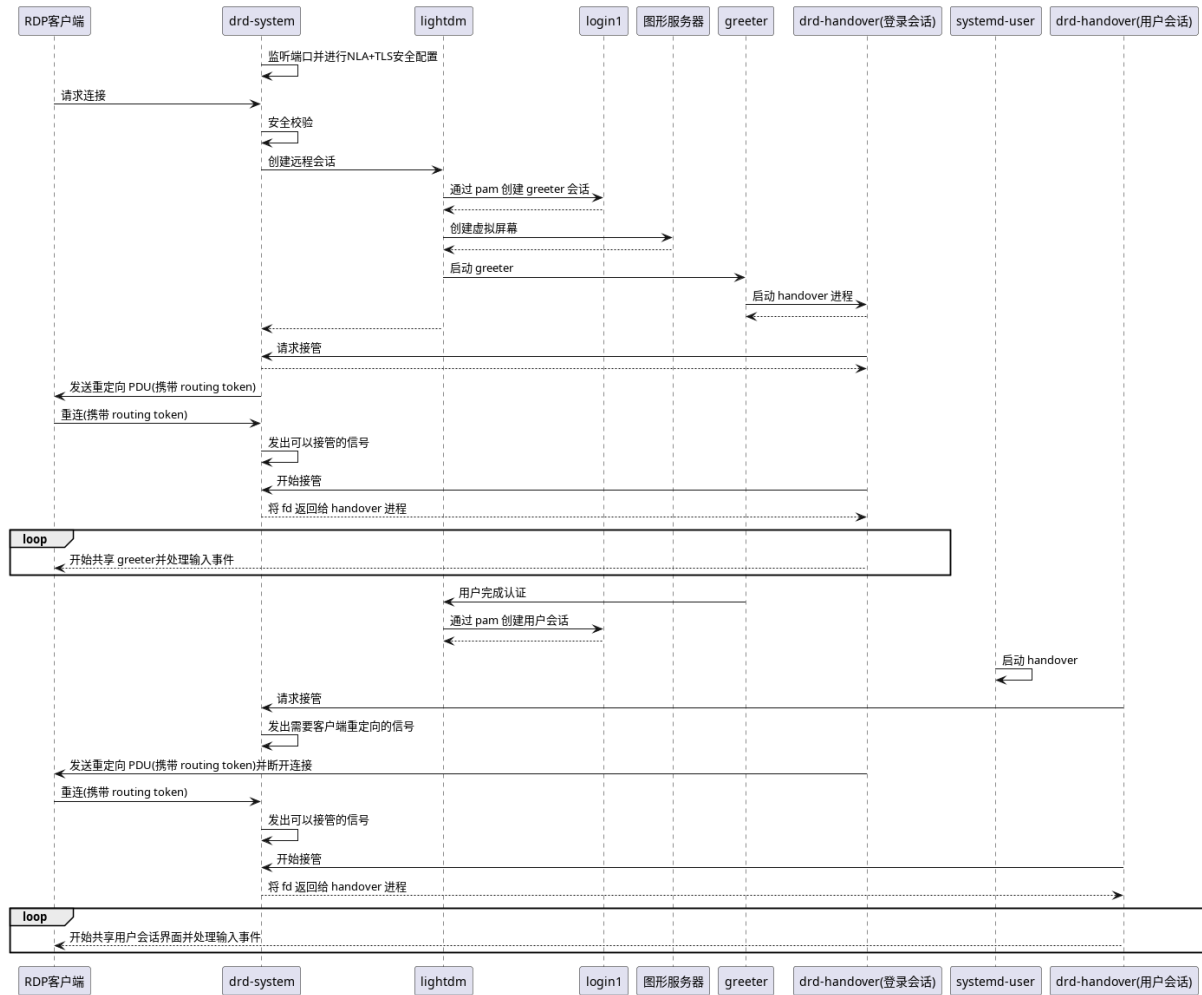 RDP客户端
drd-system
lightdm
login1
图形服务器
greeter
drd-handover(登录会话)
systemd-user
drd-handover(用户会话)
监听端口并进行NLA+TLS安全配置
请求连接
安全校验
创建远程会话
通过 pam 创建 greeter 会话
创建虚拟屏幕
启动 greeter
启动 handover 进程
请求接管
发送重定向 PDU(携带 routing token)
重连(携带 routing token)
发出可以接管的信号
开始接管
将 fd 返回给 handover 进程
loop
开始共享 greeter并处理输入事件
用户完成认证
通过 pam 创建用户会话
启动 handover
请求接管
发出需要客户端重定向的信号
发送重定向 PDU(携带 routing token)并断开连接
重连(携带 routing token)
发出可以接管的信号
开始接管
将 fd 返回给 handover 进程
loop
开始共享用户会话界面并处理输入事件
RDP客户端
drd-system
lightdm
login1
图形服务器
greeter
drd-handover(登录会话)
systemd-user
drd-handover(用户会话)